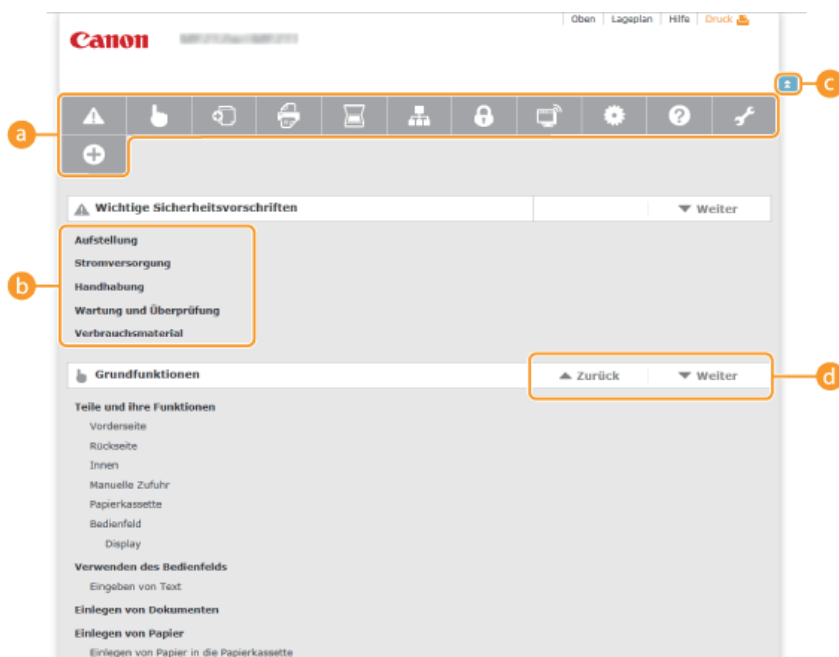 Oben Lageplan Hilfe Druck
Canon
c
a
Wichtige Sicherheitsvorschriften Weiter
Aufstellung
Stromversorgung
b Handhabung
Wartung und Überprüfung
Verbrauchsmaterial
Grundfunktionen Zurück Weiter d
Teile und ihre Funktionen
Vorderseite
Rückseite
Innen
Manuelle Zufuhr
Papierkassette
Bedienfeld
Display
Verwenden des Bedienfelds
Eingeben von Text
Einlegen von Dokumenten
Einlegen von Papier
Einlegen von Papier in die Papierkassette